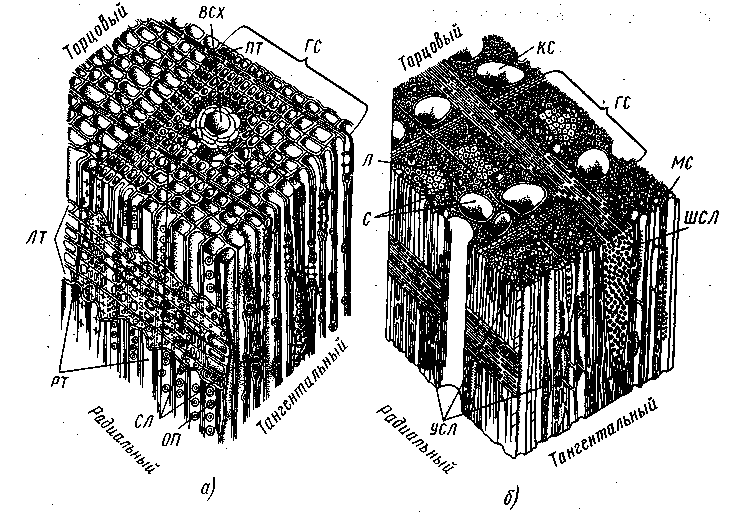 Торцовый
ВСХ
ПТ
ГС
ЛТ
РТ
СЛ
ОП
Радиальный
Тангентальный
а)
Торцовый
КС
ГС
Л
С
МС
ШСЛ
УСЛ
Радиальный
Тангентальный
б)